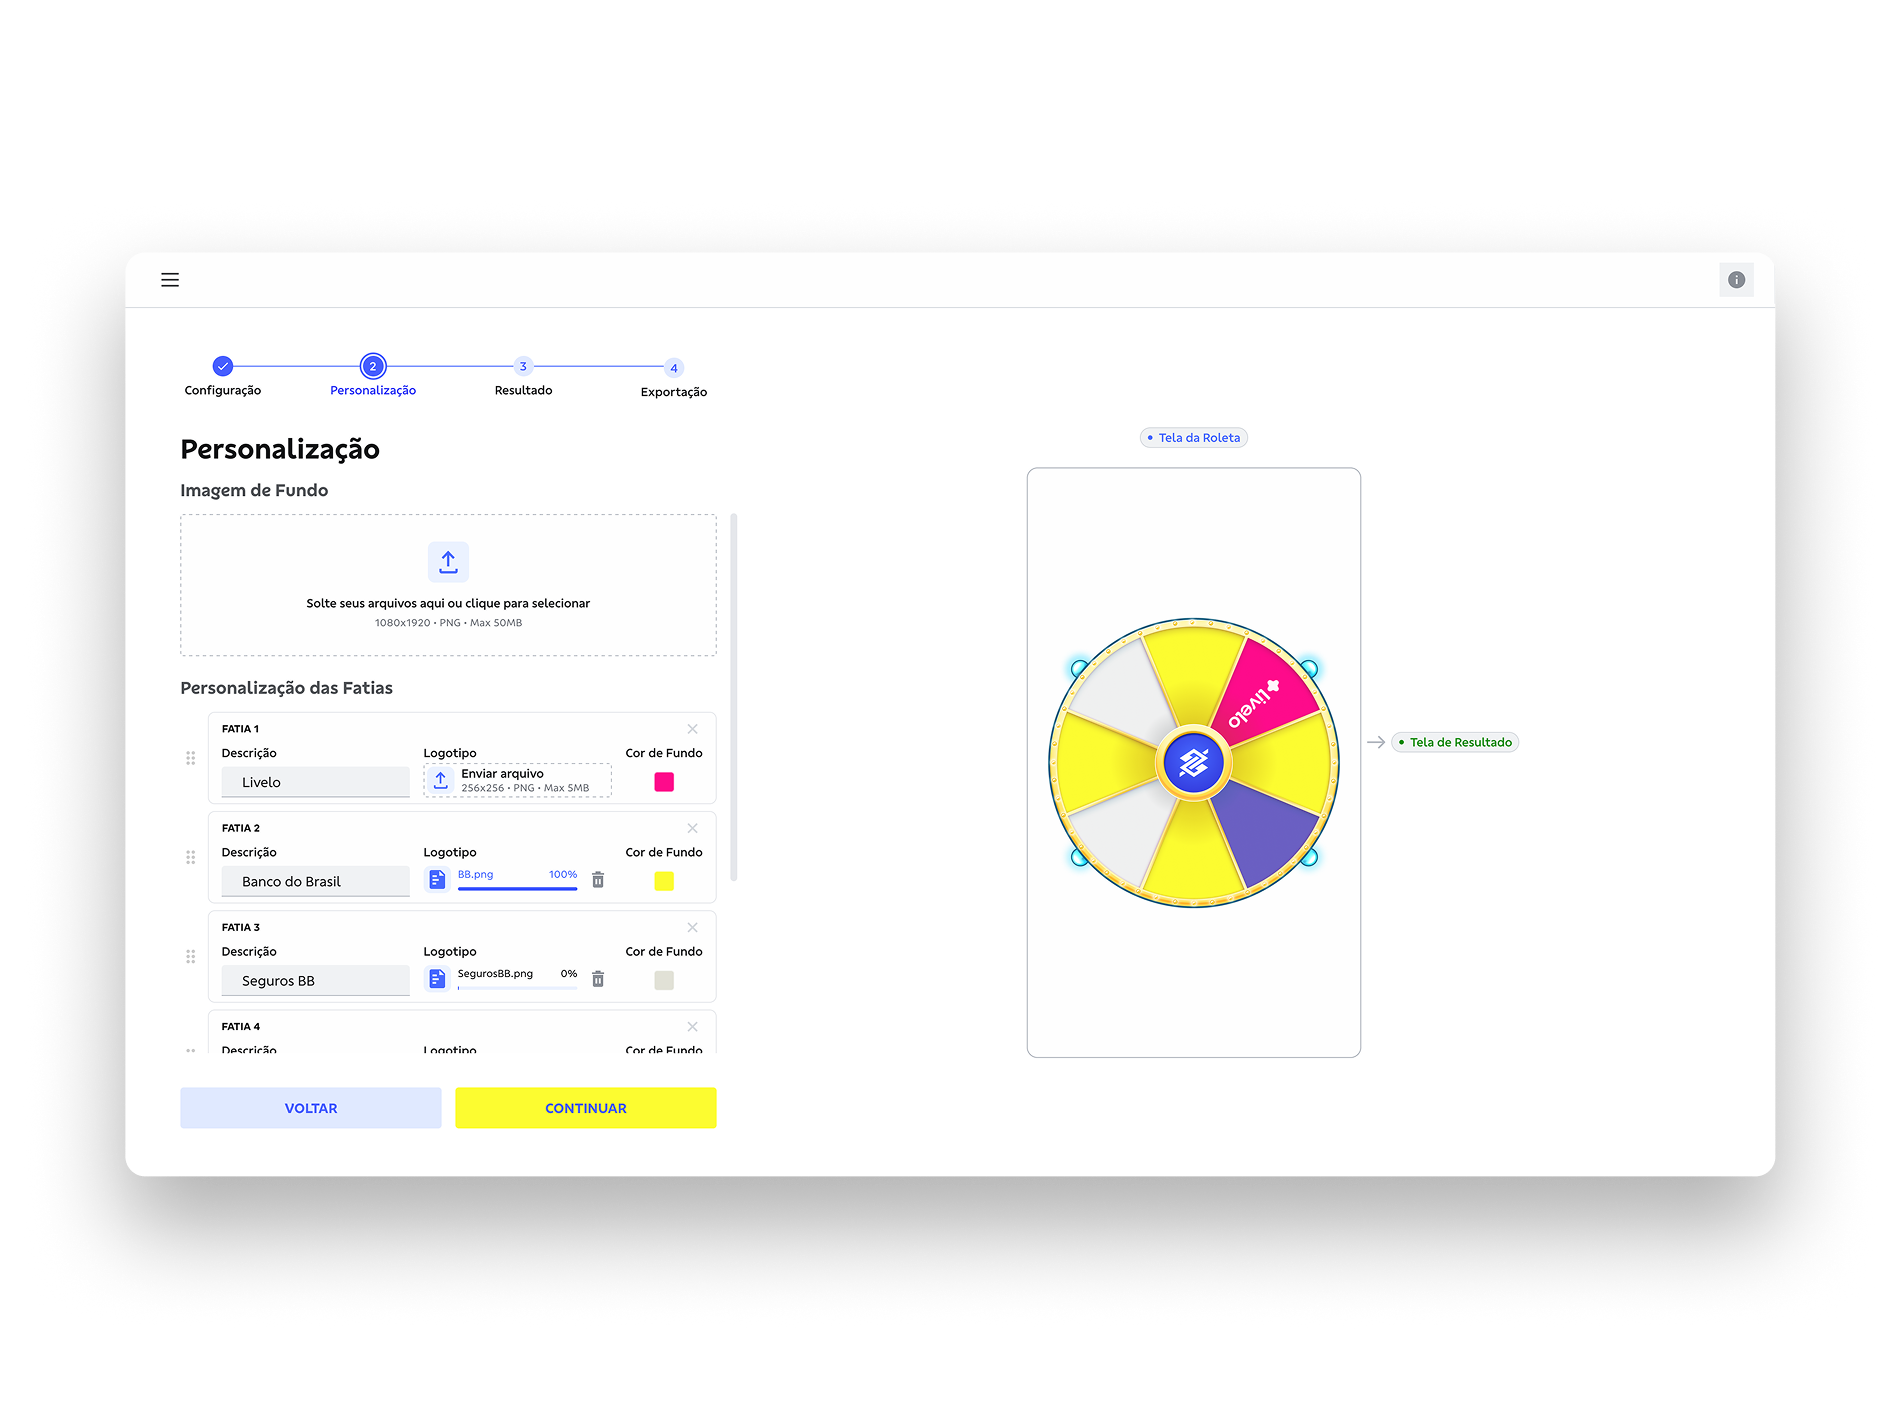 2
3
4
Configuração
Personalização
Resultado
Exportação
Personalização
Imagem de Fundo
Solte seus arquivos aqui ou clique para selecionar
1080x1920 • PNG • Max 50MB
Personalização das Fatias
FATIA 1
Descrição
Logotipo
Cor de Fundo
Livelo
Enviar arquivo
256x256 • PNG • Max 5MB
FATIA 2
Descrição
Logotipo
Cor de Fundo
Banco do Brasil
BB.png
100%
FATIA 3
Descrição
Logotipo
Cor de Fundo
Seguros BB
SegurosBB.png
0%
FATIA 4
Descrição
Logotipo
Cor de Fundo
VOLTAR
CONTINUAR
• Tela da Roleta
livelo
• Tela de Resultado